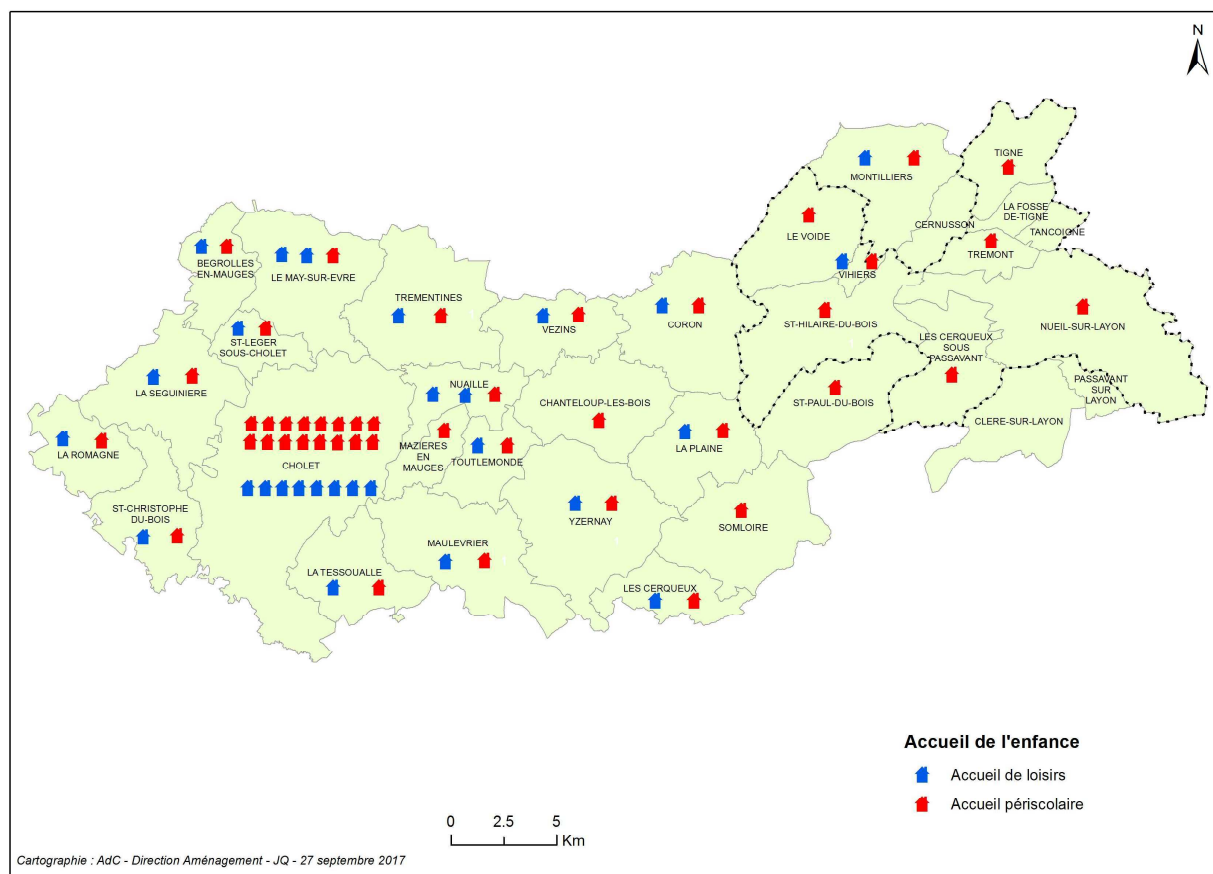 N
TIGNE
MONTILLIERS
LA FOSSE
DE-TIGNE
CERNUSSON
TANCOIGNE
LE VOIDE
TREMONT
BEGROLLES
EN-MAUGES
LE MAY-SUR-EVRE
VIHIERS
TREMENTINES
VEZINS
CORON
ST-HILAIRE-DU-BOIS
NUEIL-SUR-LAYON
ST-LEGER
SOUS-CHOLET
LES CERQUEUX
SOUS
PASSAVANT
LA SEGUINIERE
NUAILLE
CHANTELOUP-LES-BOIS
ST-PAUL-DU-BOIS
PASSAVANT
SUR
LAYON
CLERE-SUR-LAYON
LA ROMAGNE
CHOLET
MAZIERES
EN
MAUGES
TOUTLEMONDE
LA PLAINE
ST-CHRISTOPHE
DU-BOIS
YZERNAY
SOMLOIRE
MAULEVRIER
LA TESSOUALLE
LES CERQUEUX
Accueil de l'enfance
Accueil de loisirs
Accueil périscolaire
0 2.5 5
Km
Cartographie : AdC - Direction Aménagement - JQ - 27 septembre 2017